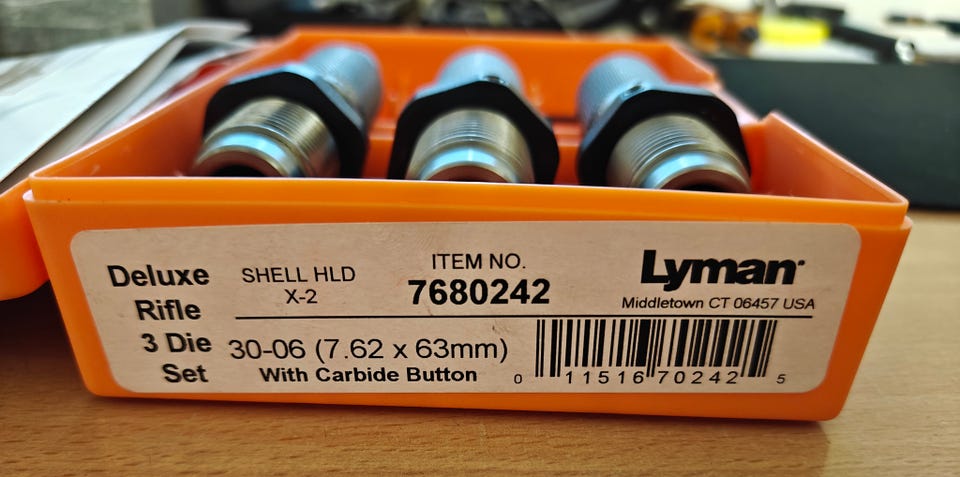 Deluxe
Rifle
3 Die
Set
SHELL HLD
X-2
ITEM NO.
7680242
Lyman
Middletown CT 06457 USA
30-06 (7.62 x 63mm)
With Carbide Button
0 11516 70242 5